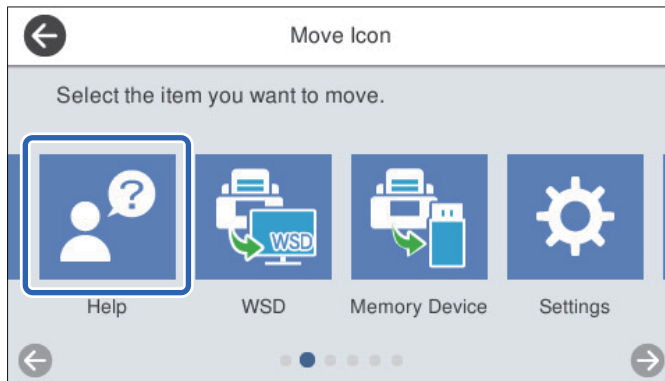 Move Icon
Select the item you want to move.
?
WSD
Help
WSD
Memory Device
Settings